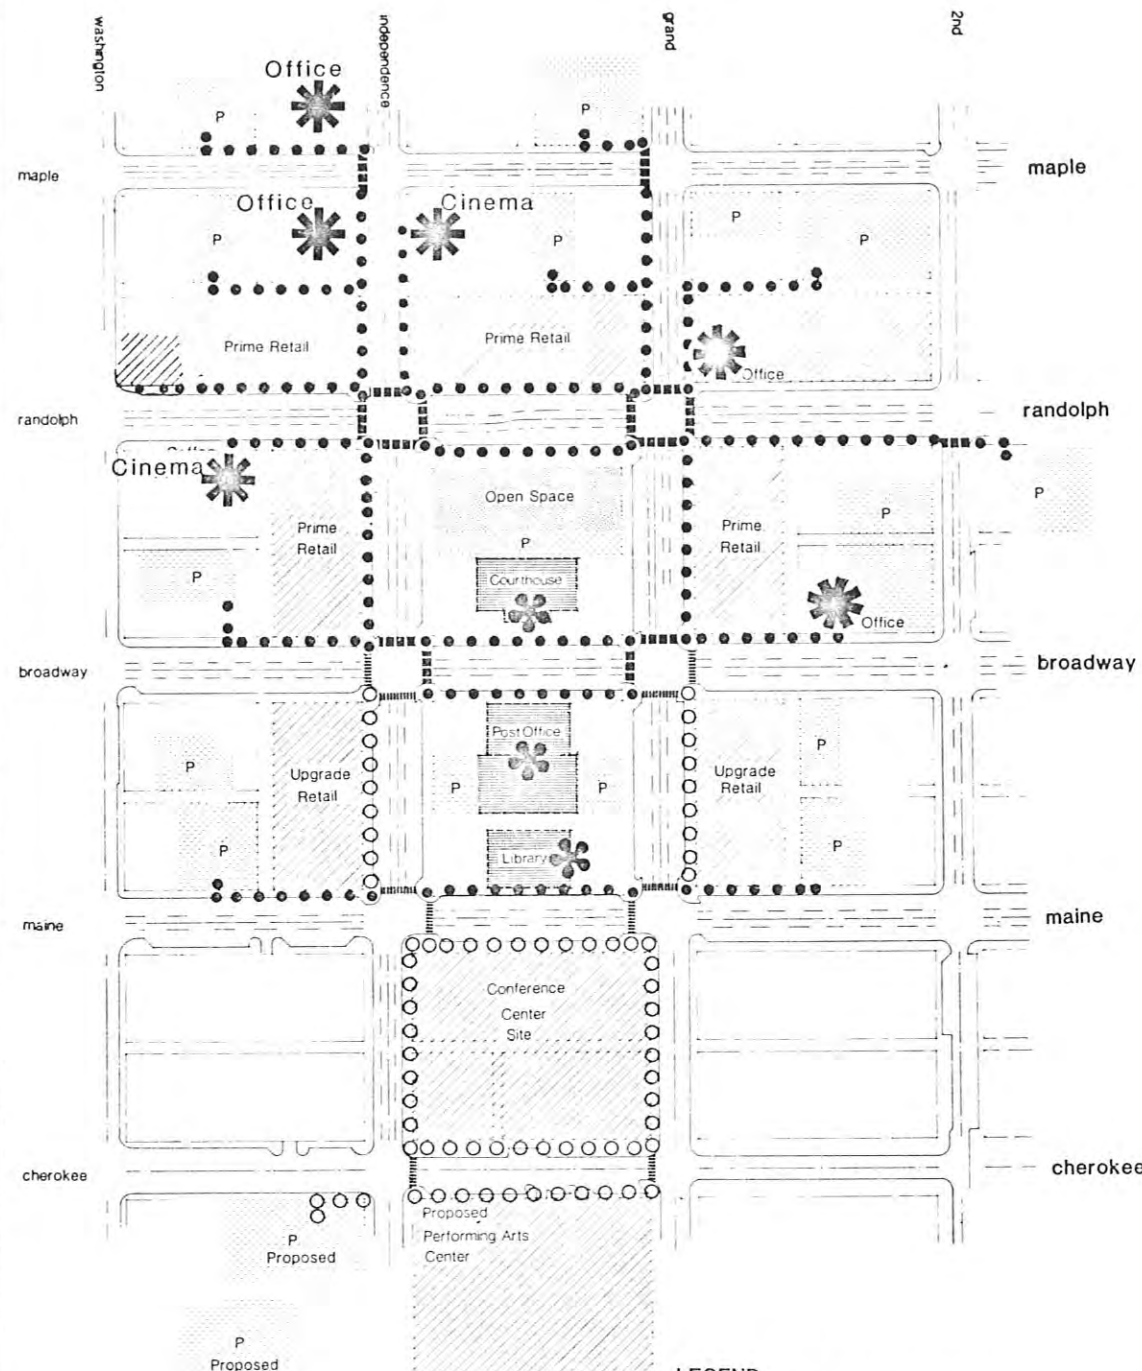 washington
independence
grand
2nd
Office
P
P
maple
maple
Office
Cinema
P
P
P
P
Prime Retail
Prime Retail
Office
randolph
randolph
Cinema
Open Space
P
Prime
Retail
Prime
Retail
P
P
P
Courthouse
Office
broadway
broadway
Post Office
P
Upgrade
Retail
P
P
Upgrade
Retail
P
P
Library
P
maine
maine
Conference
Center
Site
cherokee
cherokee
Proposed
Performing Arts
Center
P
Proposed
P
Proposed
LEGEND